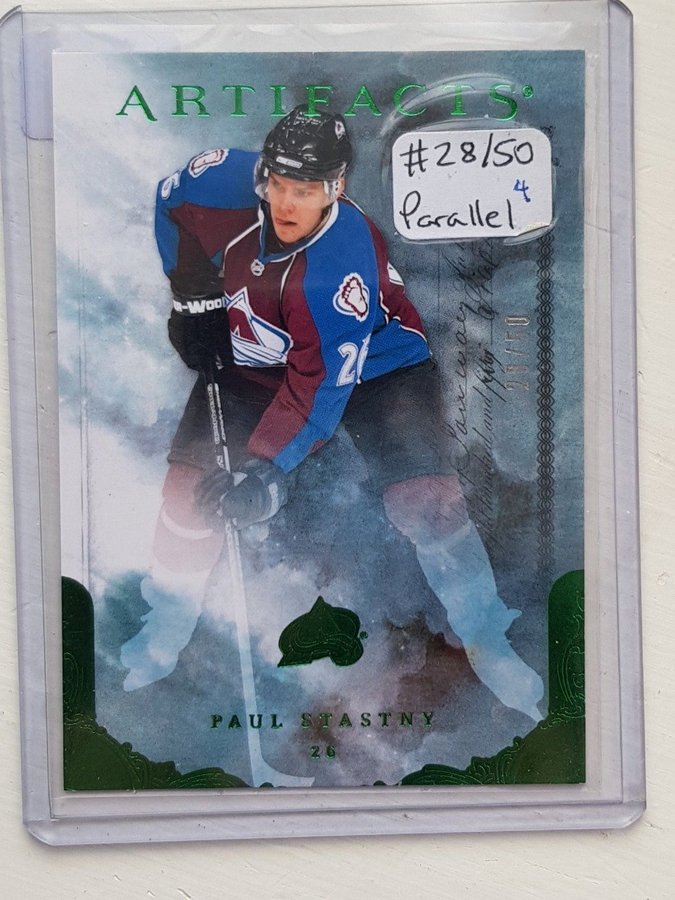 ARTIFACTS®
#28/50
4
Parallel
28/50
PAUL STASTNY
26